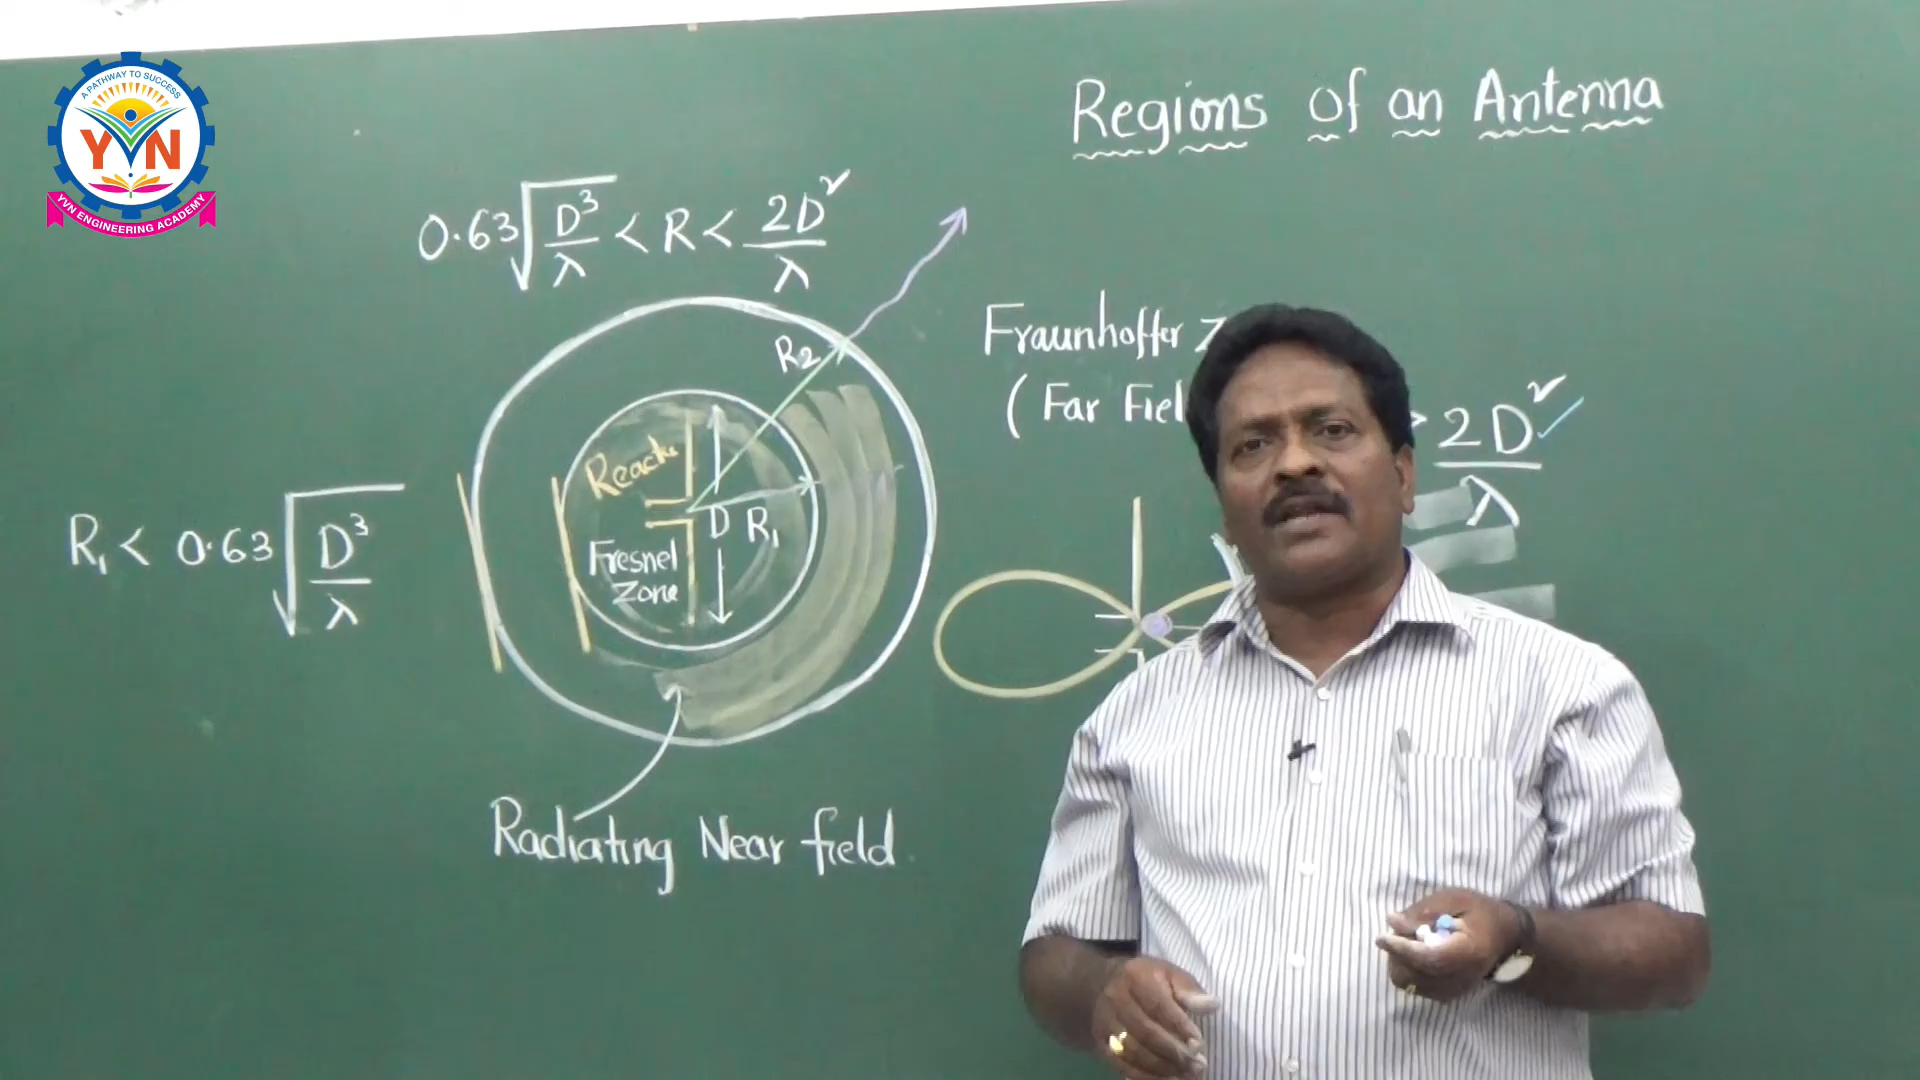 A PATHWAY TO SUCCESS
YVN
YVN ENGINEERING ACADEMY
Regions of an Antenna
0.63√(D³/λ) < R < 2D²/λ
R₂
Fraunhoffer Z
(Far Fiel
> 2D²/λ
R₁ < 0.63√(D³/λ)
D
R₁
Fresnel
Zone
Radiating Near field